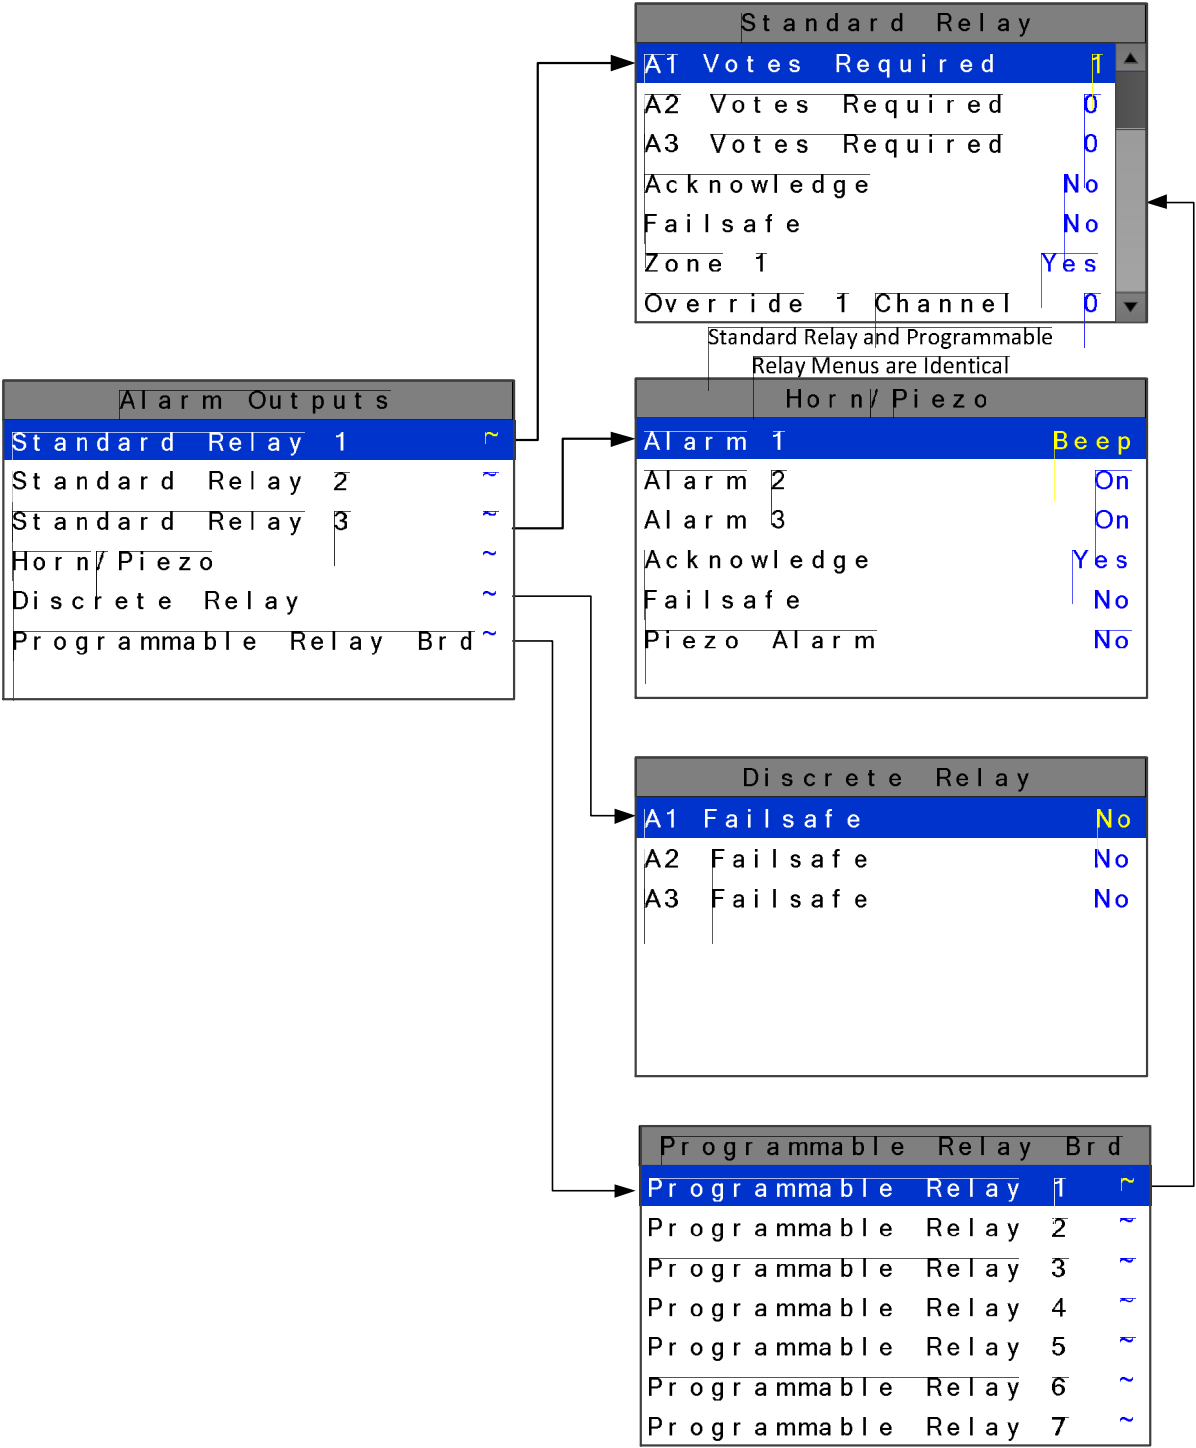 Standard Relay
A1 Votes Required 1
A2 Votes Required 0
A3 Votes Required 0
Acknowledge No
Failsafe No
Zone 1 Yes
Override 1 Channel 0
Standard Relay and Programmable
Relay Menus are Identical
Alarm Outputs
Standard Relay 1 ~
Standard Relay 2 ~
Standard Relay 3 ~
Horn/Piezo ~
Discrete Relay ~
Programmable Relay Brd ~
Horn/Piezo
Alarm 1 Beep
Alarm 2 On
Alarm 3 On
Acknowledge Yes
Failsafe No
Piezo Alarm No
Discrete Relay
A1 Failsafe No
A2 Failsafe No
A3 Failsafe No
Programmable Relay Brd
Programmable Relay 1 ~
Programmable Relay 2 ~
Programmable Relay 3 ~
Programmable Relay 4 ~
Programmable Relay 5 ~
Programmable Relay 6 ~
Programmable Relay 7 ~